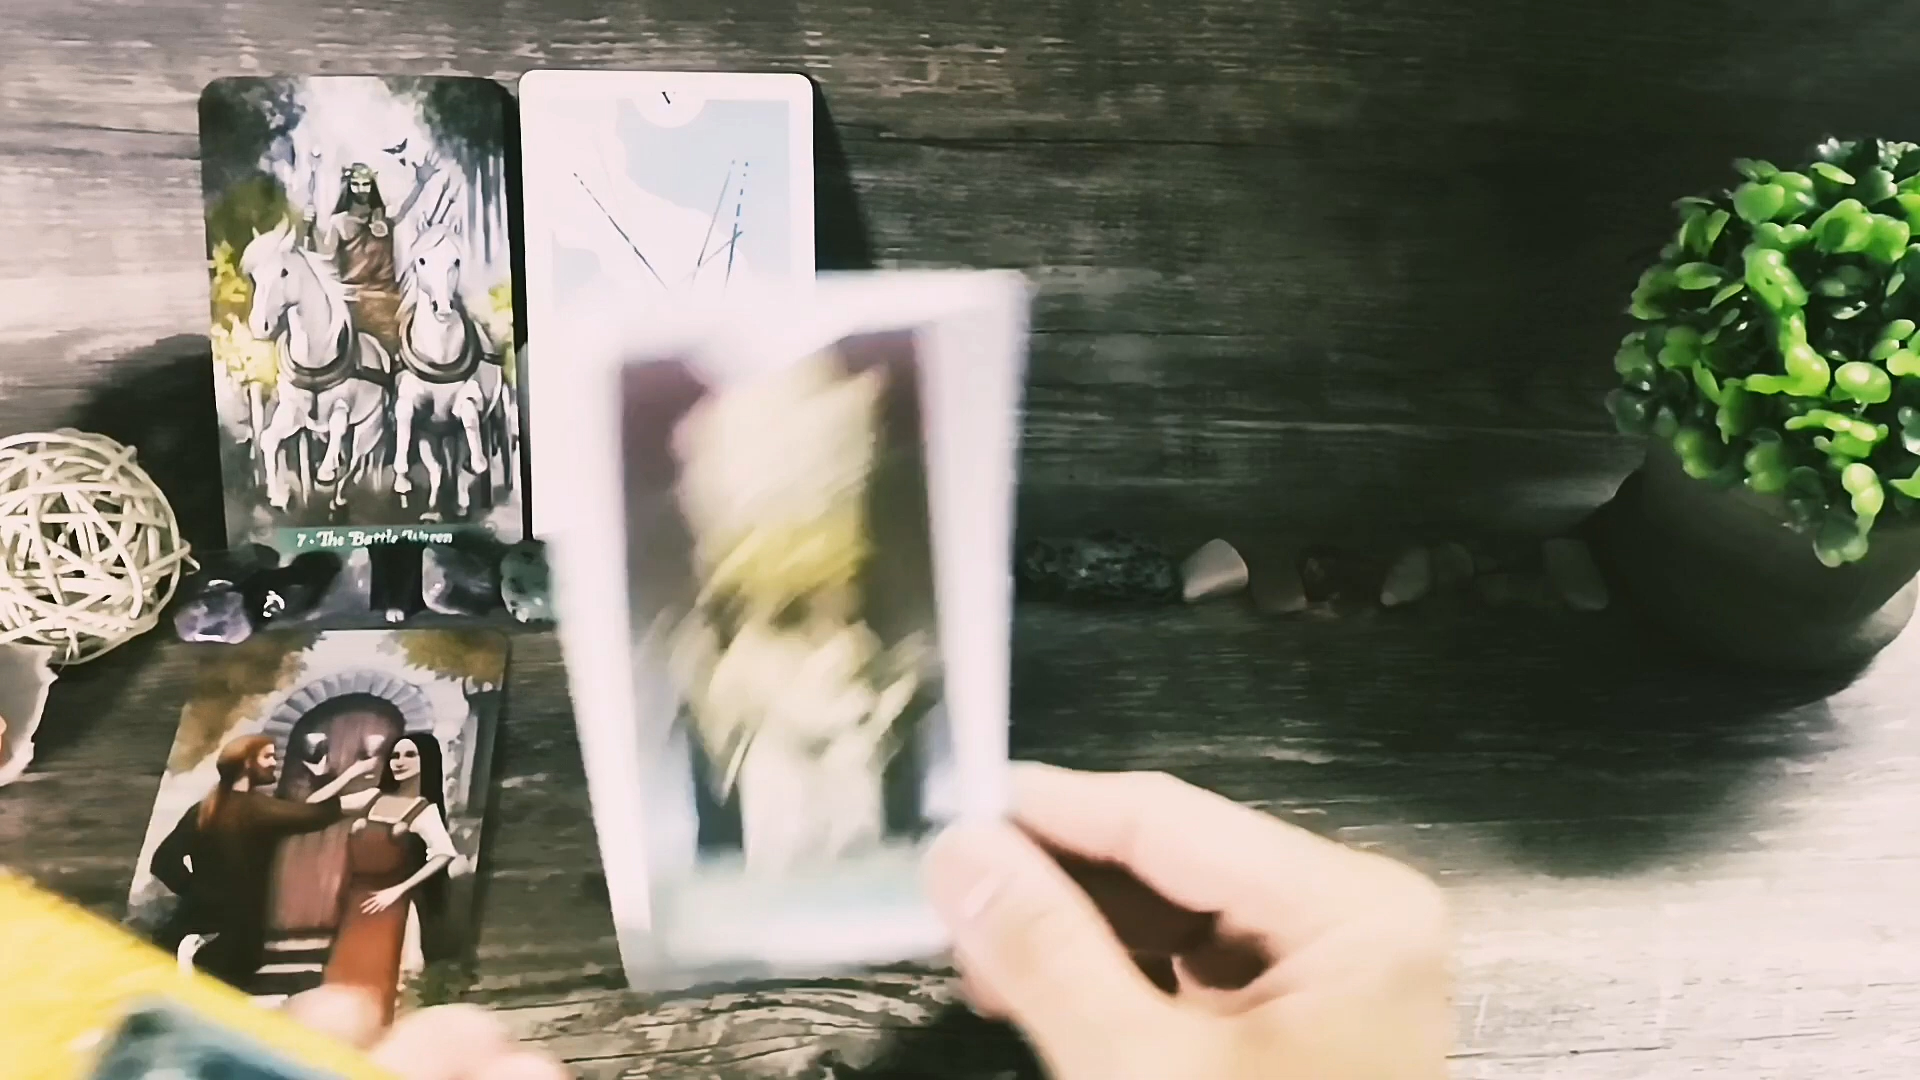 7 • The Battle Queen
V